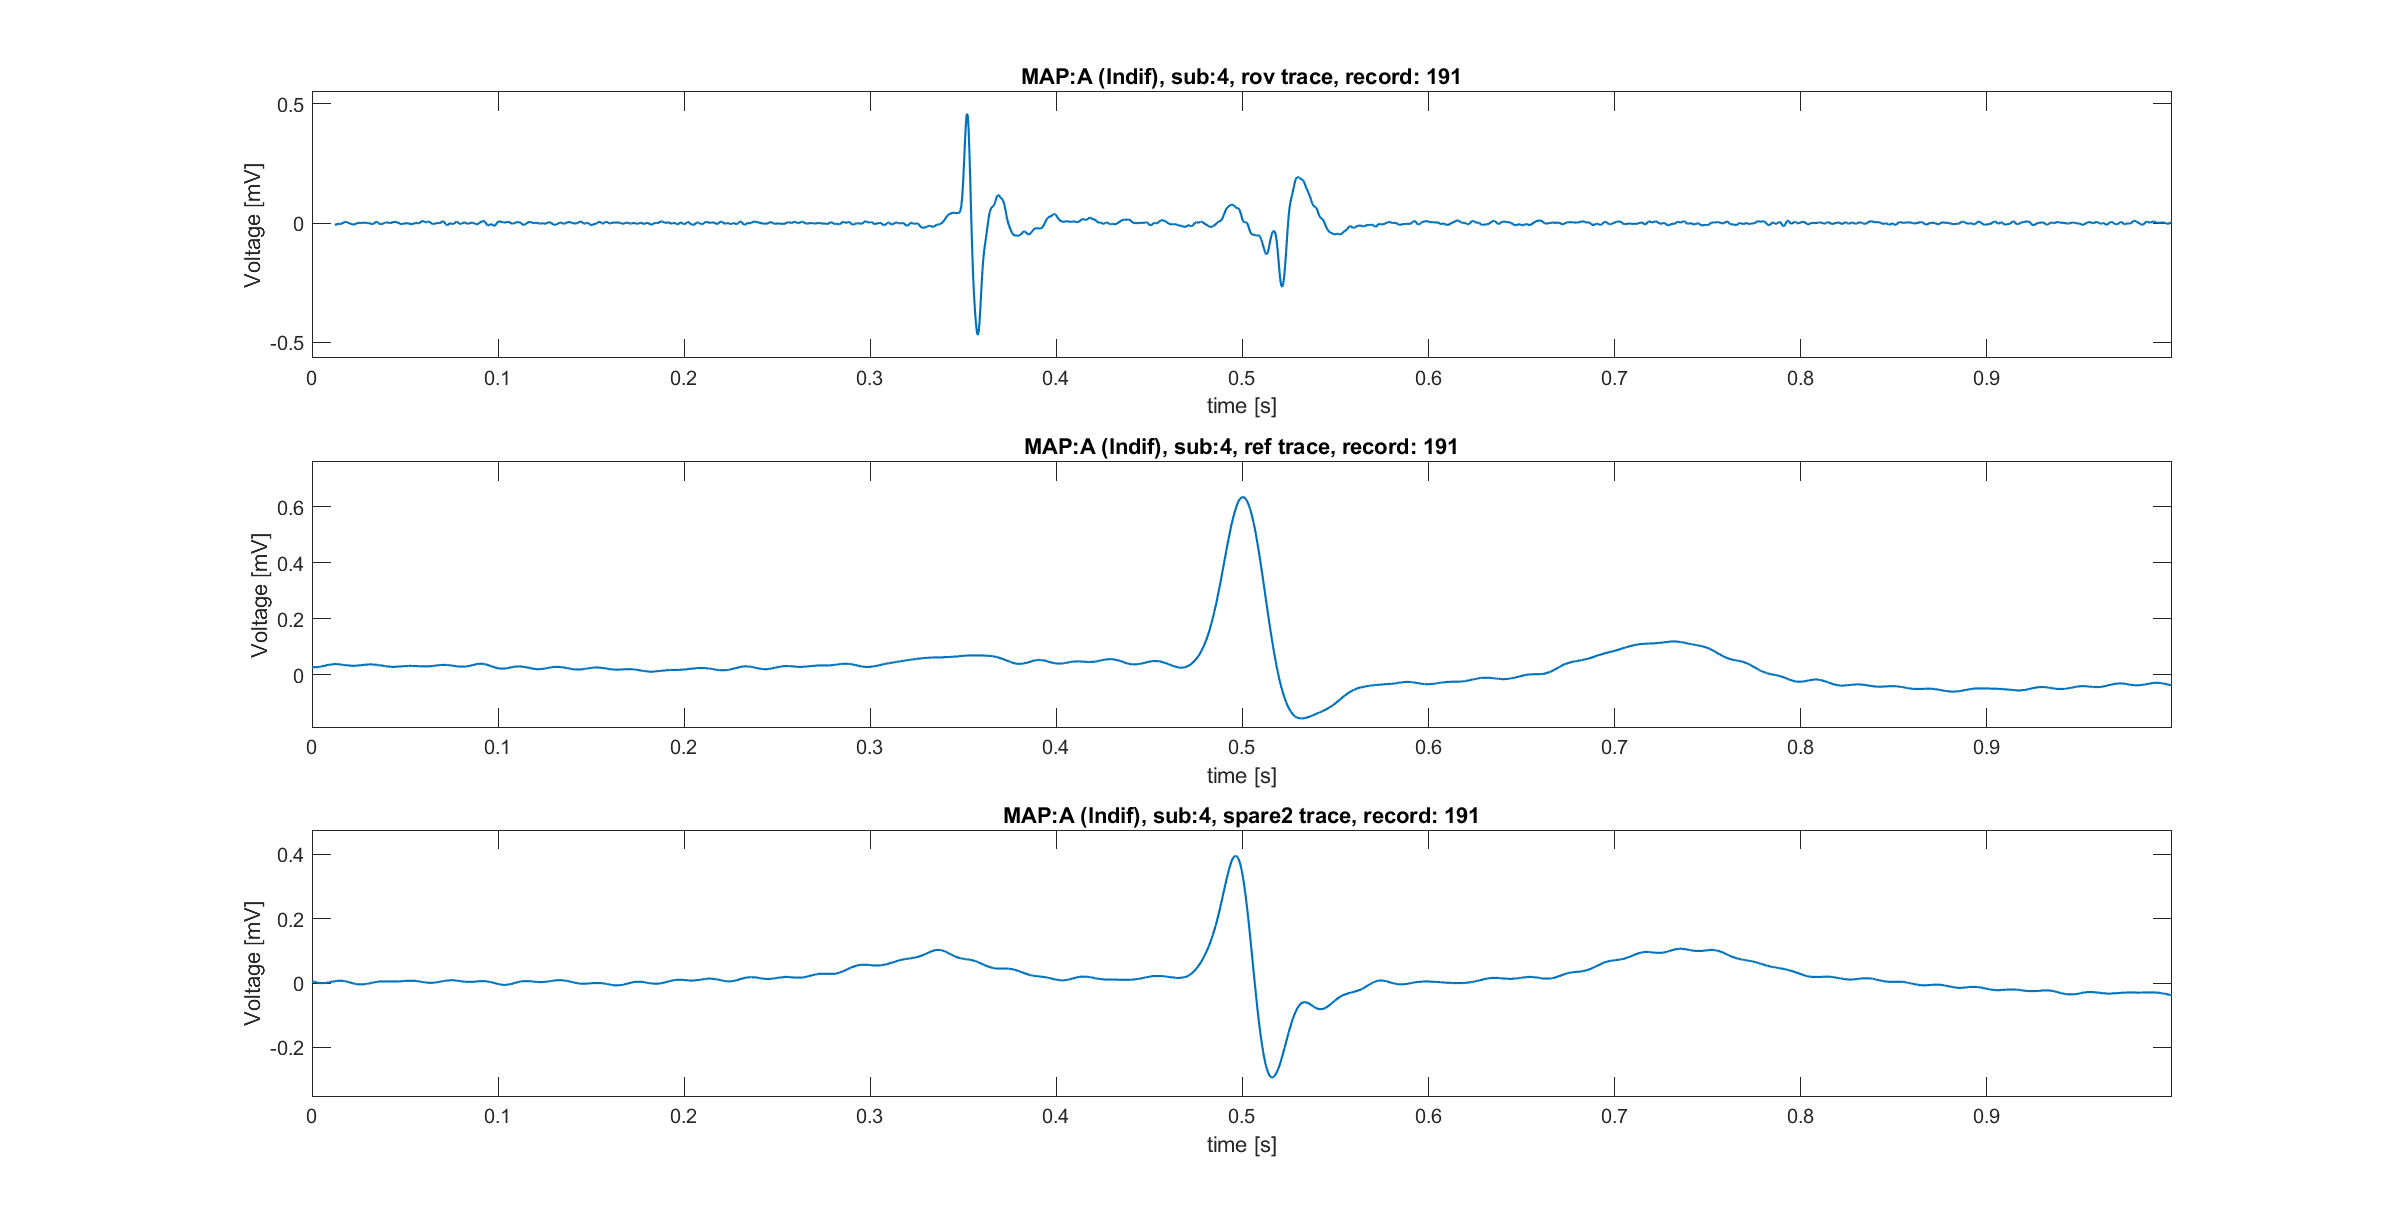 MAP:A (Indif), sub:4, rov trace, record: 191
Voltage [mV]
0.5
0
-0.5
0 0.1 0.2 0.3 0.4 0.5 0.6 0.7 0.8 0.9
time [s]
MAP:A (Indif), sub:4, ref trace, record: 191
Voltage [mV]
0.6
0.4
0.2
0
0 0.1 0.2 0.3 0.4 0.5 0.6 0.7 0.8 0.9
time [s]
MAP:A (Indif), sub:4, spare2 trace, record: 191
Voltage [mV]
0.4
0.2
0
-0.2
0 0.1 0.2 0.3 0.4 0.5 0.6 0.7 0.8 0.9
time [s]